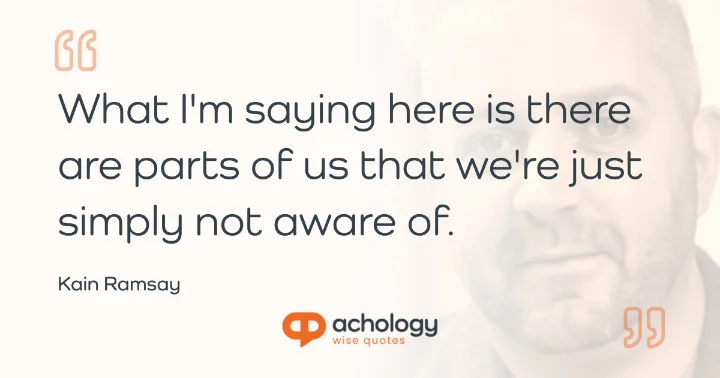 What I'm saying here is there
are parts of us that we're just
simply not aware of.
Kain Ramsay
achology
wise quotes